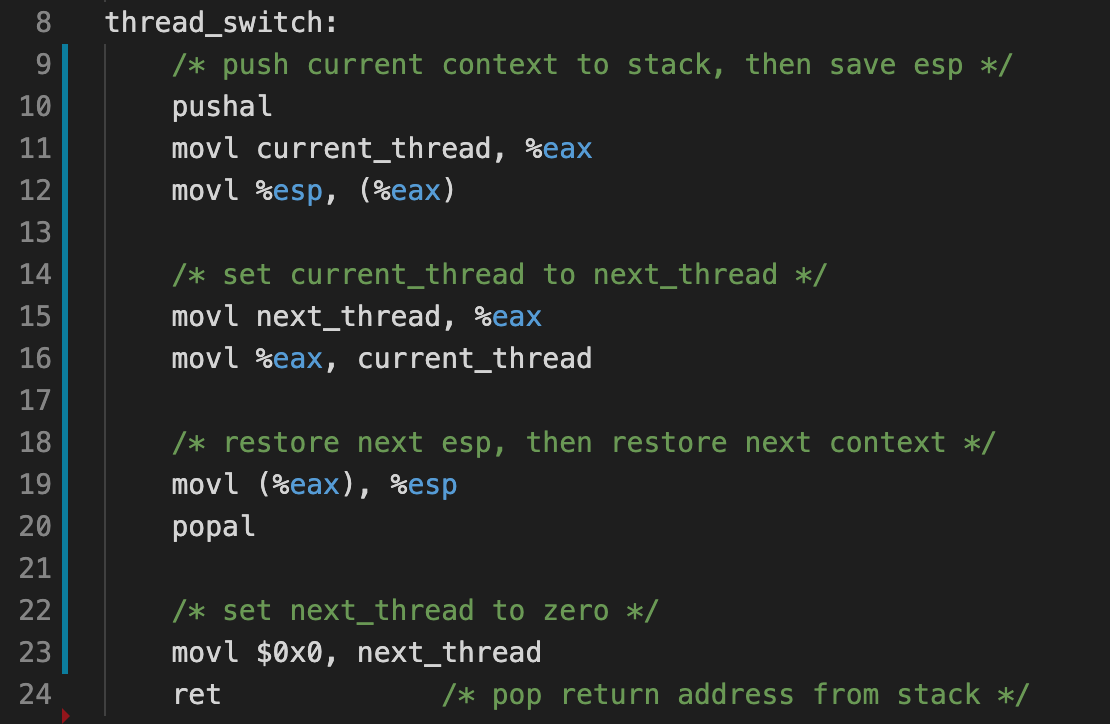 8 thread_switch:
9 /* push current context to stack, then save esp */
10 pushal
11 movl current_thread, %eax
12 movl %esp, (%eax)
13
14 /* set current_thread to next_thread */
15 movl next_thread, %eax
16 movl %eax, current_thread
17
18 /* restore next esp, then restore next context */
19 movl (%eax), %esp
20 popal
21
22 /* set next_thread to zero */
23 movl $0x0, next_thread
24 ret /* pop return address from stack */